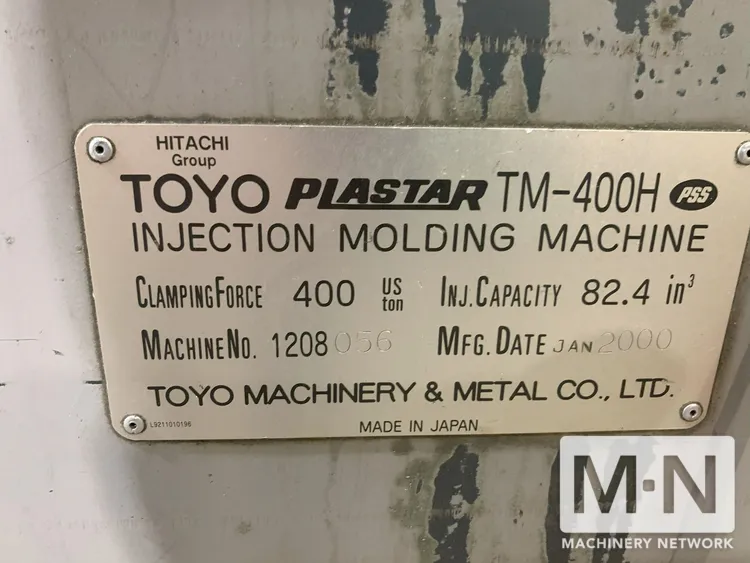 HITACHI
Group
TOYO PLASTAR TM-400H PSS
INJECTION MOLDING MACHINE
CLAMPING FORCE 400 US ton INJ. CAPACITY 82.4 in³
MACHINE NO. 1208056 MFG. DATE JAN 2000
TOYO MACHINERY & METAL CO., LTD.
L9211010196
MADE IN JAPAN
M·N
MACHINERY NETWORK